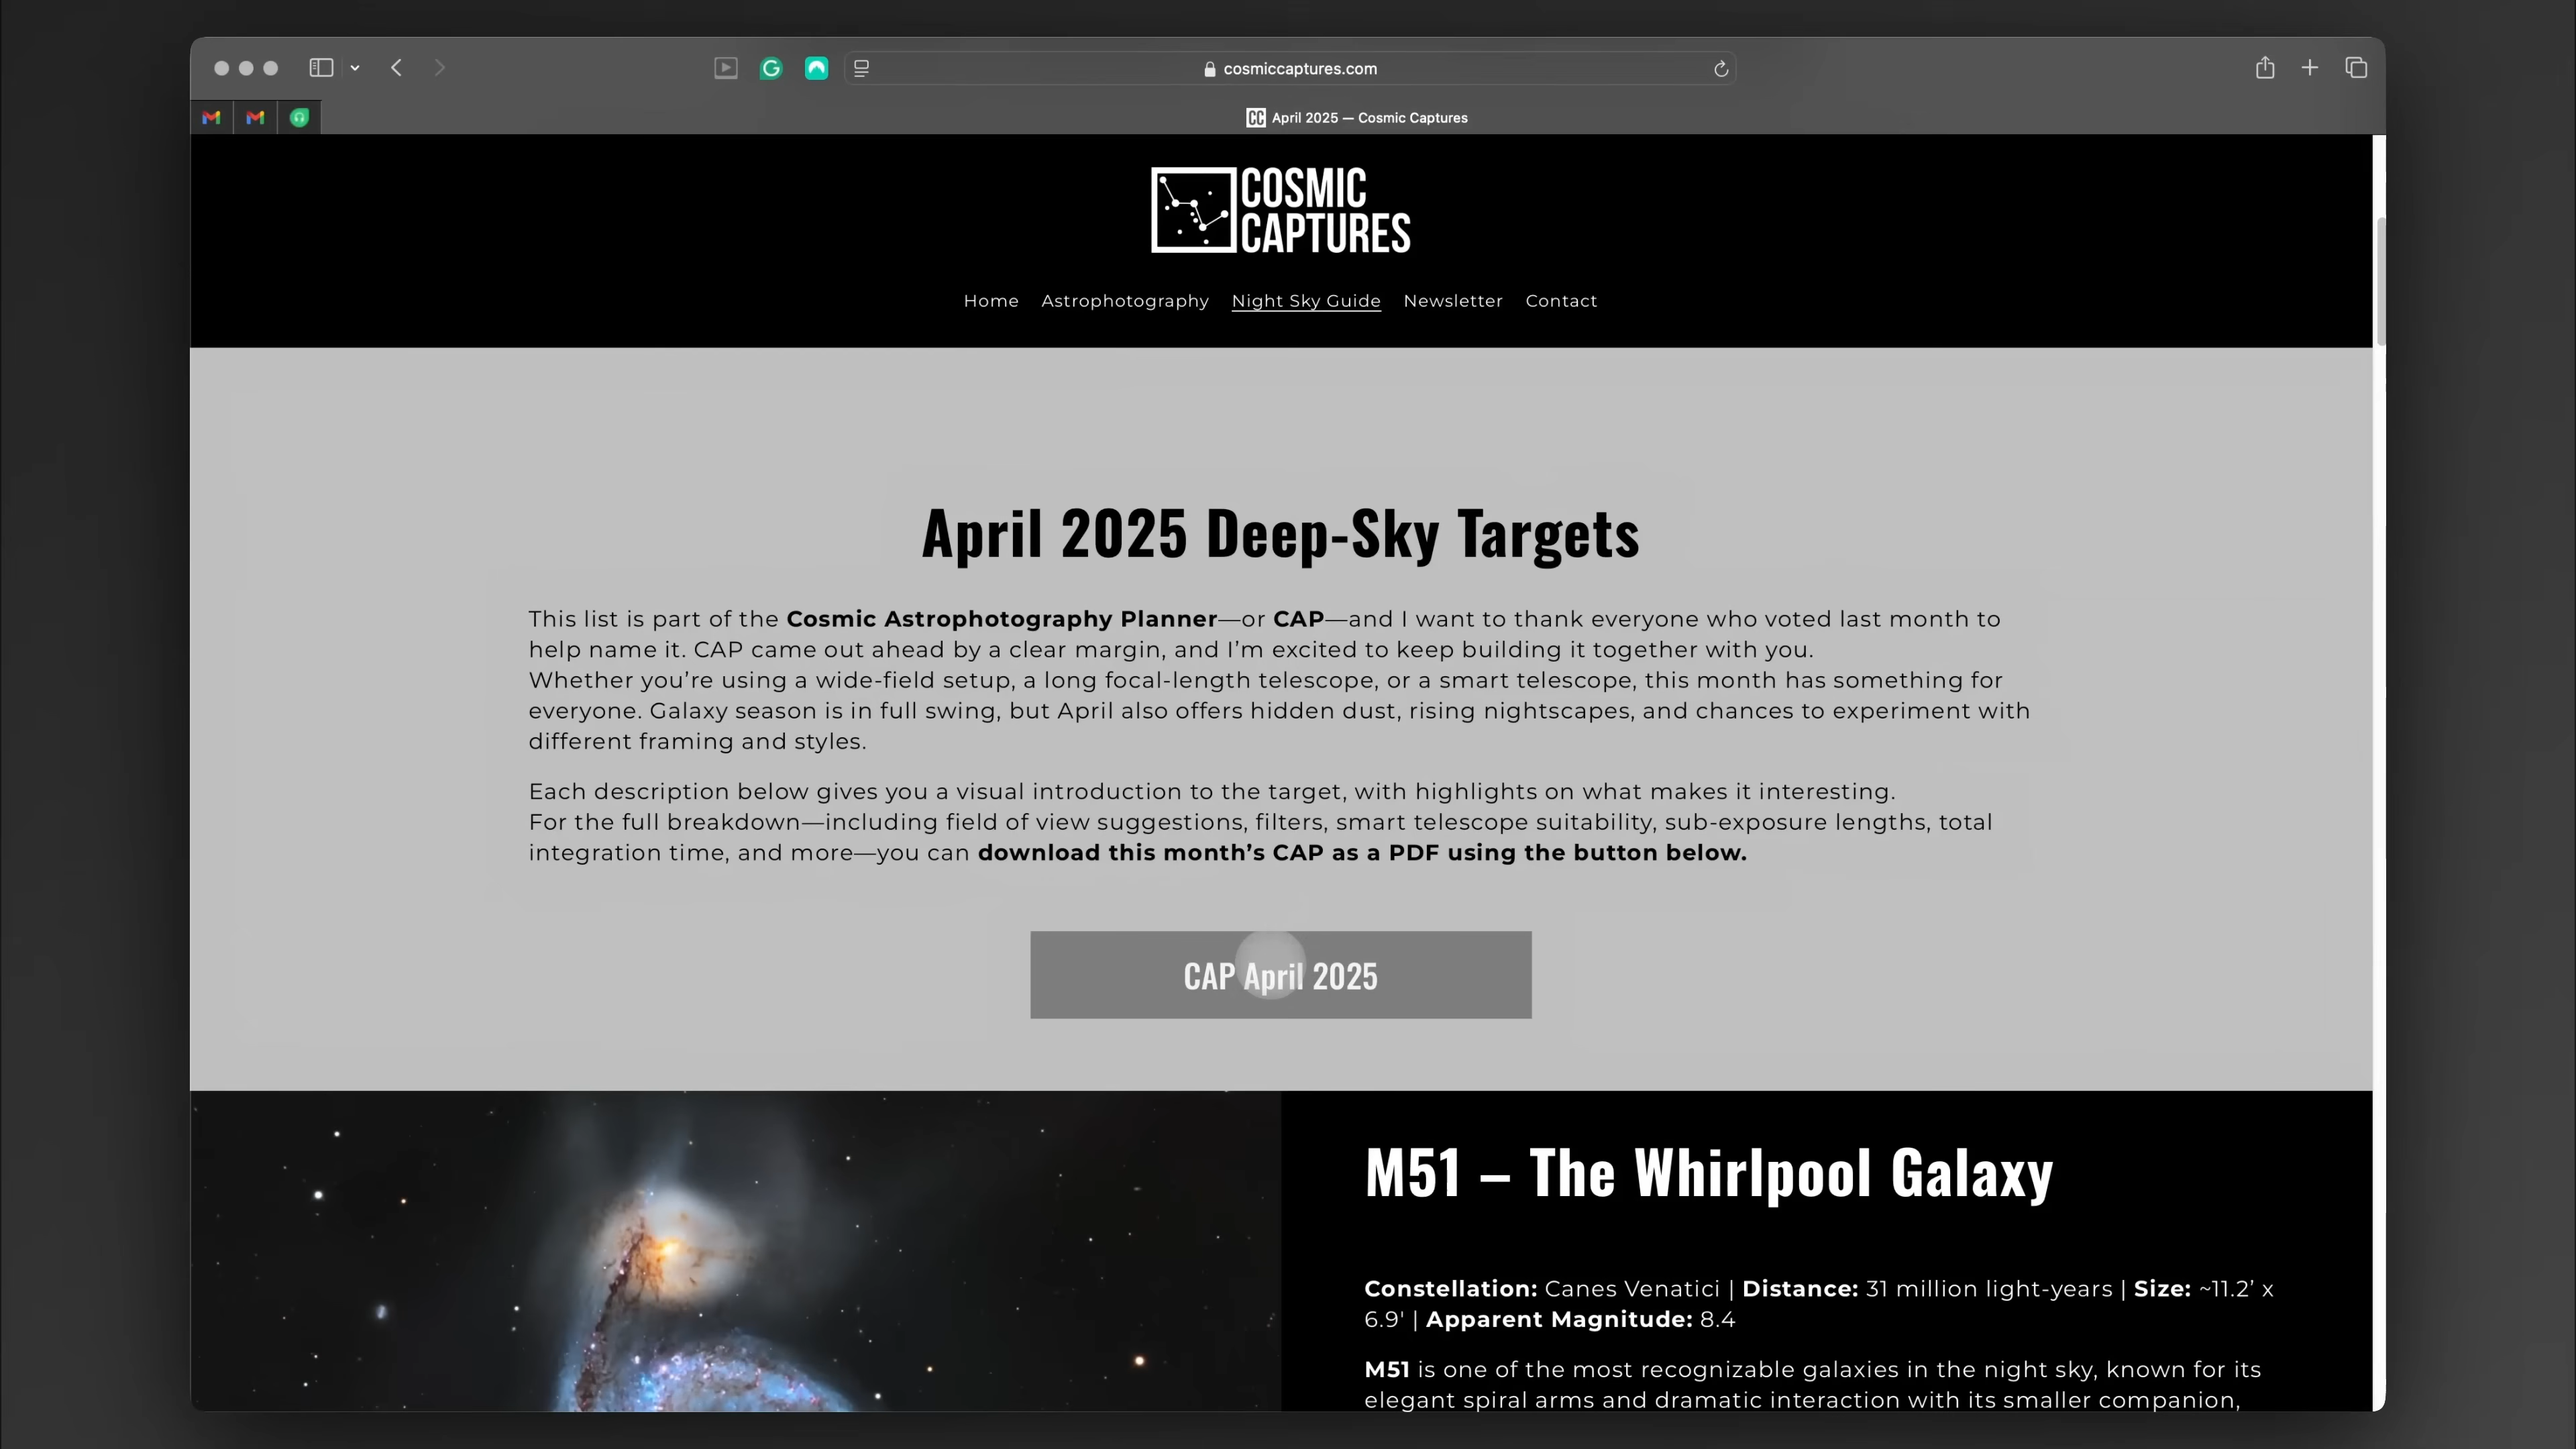 cosmiccaptures.com
CC April 2025 — Cosmic Captures
COSMIC
CAPTURES
Home Astrophotography Night Sky Guide Newsletter Contact
April 2025 Deep-Sky Targets
This list is part of the Cosmic Astrophotography Planner—or CAP—and I want to thank everyone who voted last month to
help name it. CAP came out ahead by a clear margin, and I’m excited to keep building it together with you.
Whether you’re using a wide-field setup, a long focal-length telescope, or a smart telescope, this month has something for
everyone. Galaxy season is in full swing, but April also offers hidden dust, rising nightscapes, and chances to experiment with
different framing and styles.
Each description below gives you a visual introduction to the target, with highlights on what makes it interesting.
For the full breakdown—including field of view suggestions, filters, smart telescope suitability, sub-exposure lengths, total
integration time, and more—you can download this month’s CAP as a PDF using the button below.
CAP April 2025
M51 – The Whirlpool Galaxy
Constellation: Canes Venatici | Distance: 31 million light-years | Size: ~11.2’ x
6.9' | Apparent Magnitude: 8.4
M51 is one of the most recognizable galaxies in the night sky, known for its
elegant spiral arms and dramatic interaction with its smaller companion,